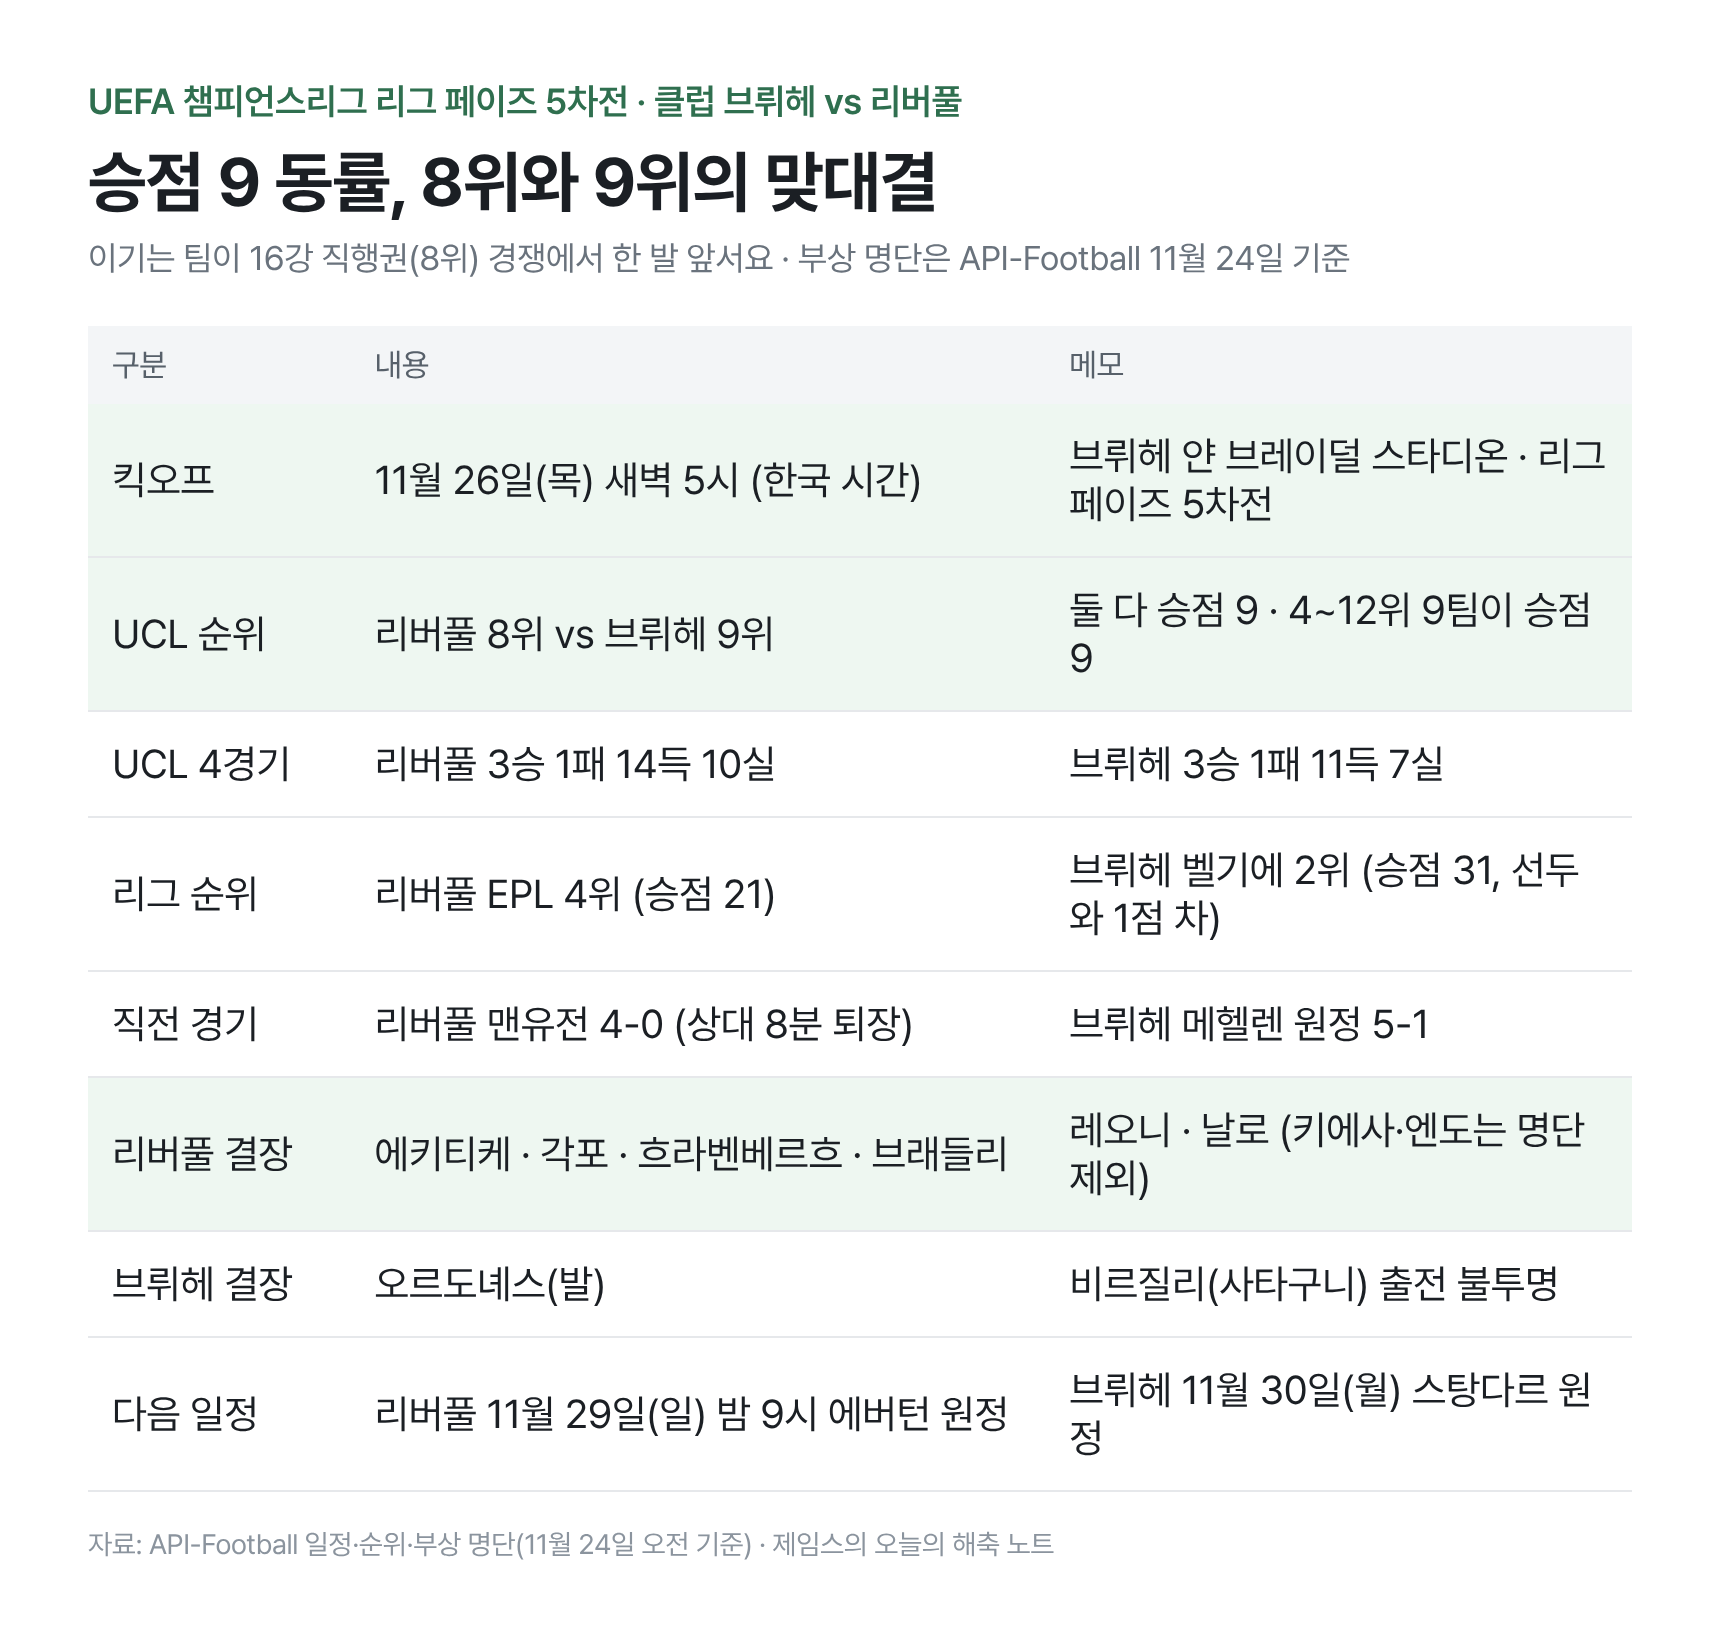 UEFA 챔피언스리그 리그 페이즈 5차전 · 클럽 브뤼헤 vs 리버풀
승점 9 동률, 8위와 9위의 맞대결
이기는 팀이 16강 직행권(8위) 경쟁에서 한 발 앞서요 · 부상 명단은 API-Football 11월 24일 기준
구분 내용 메모
킥오프 11월 26일(목) 새벽 5시 (한국 시간) 브뤼헤 얀 브레이덜 스타디온 · 리그
페이즈 5차전
UCL 순위 리버풀 8위 vs 브뤼헤 9위 둘 다 승점 9 · 4~12위 9팀이 승점
9
UCL 4경기 리버풀 3승 1패 14득 10실 브뤼헤 3승 1패 11득 7실
리그 순위 리버풀 EPL 4위 (승점 21) 브뤼헤 벨기에 2위 (승점 31, 선두
와 1점 차)
직전 경기 리버풀 맨유전 4-0 (상대 8분 퇴장) 브뤼헤 메헬렌 원정 5-1
리버풀 결장 에키티케 · 각포 · 흐라벤베르흐 · 브래들리 레오니 · 날로 (키에사·엔도는 명단
제외)
브뤼헤 결장 오르도녜스(발) 비르질리(사타구니) 출전 불투명
다음 일정 리버풀 11월 29일(일) 밤 9시 에버턴 원정 브뤼헤 11월 30일(월) 스탕다르 원
정
자료: API-Football 일정·순위·부상 명단(11월 24일 오전 기준) · 제임스의 오늘의 해축 노트